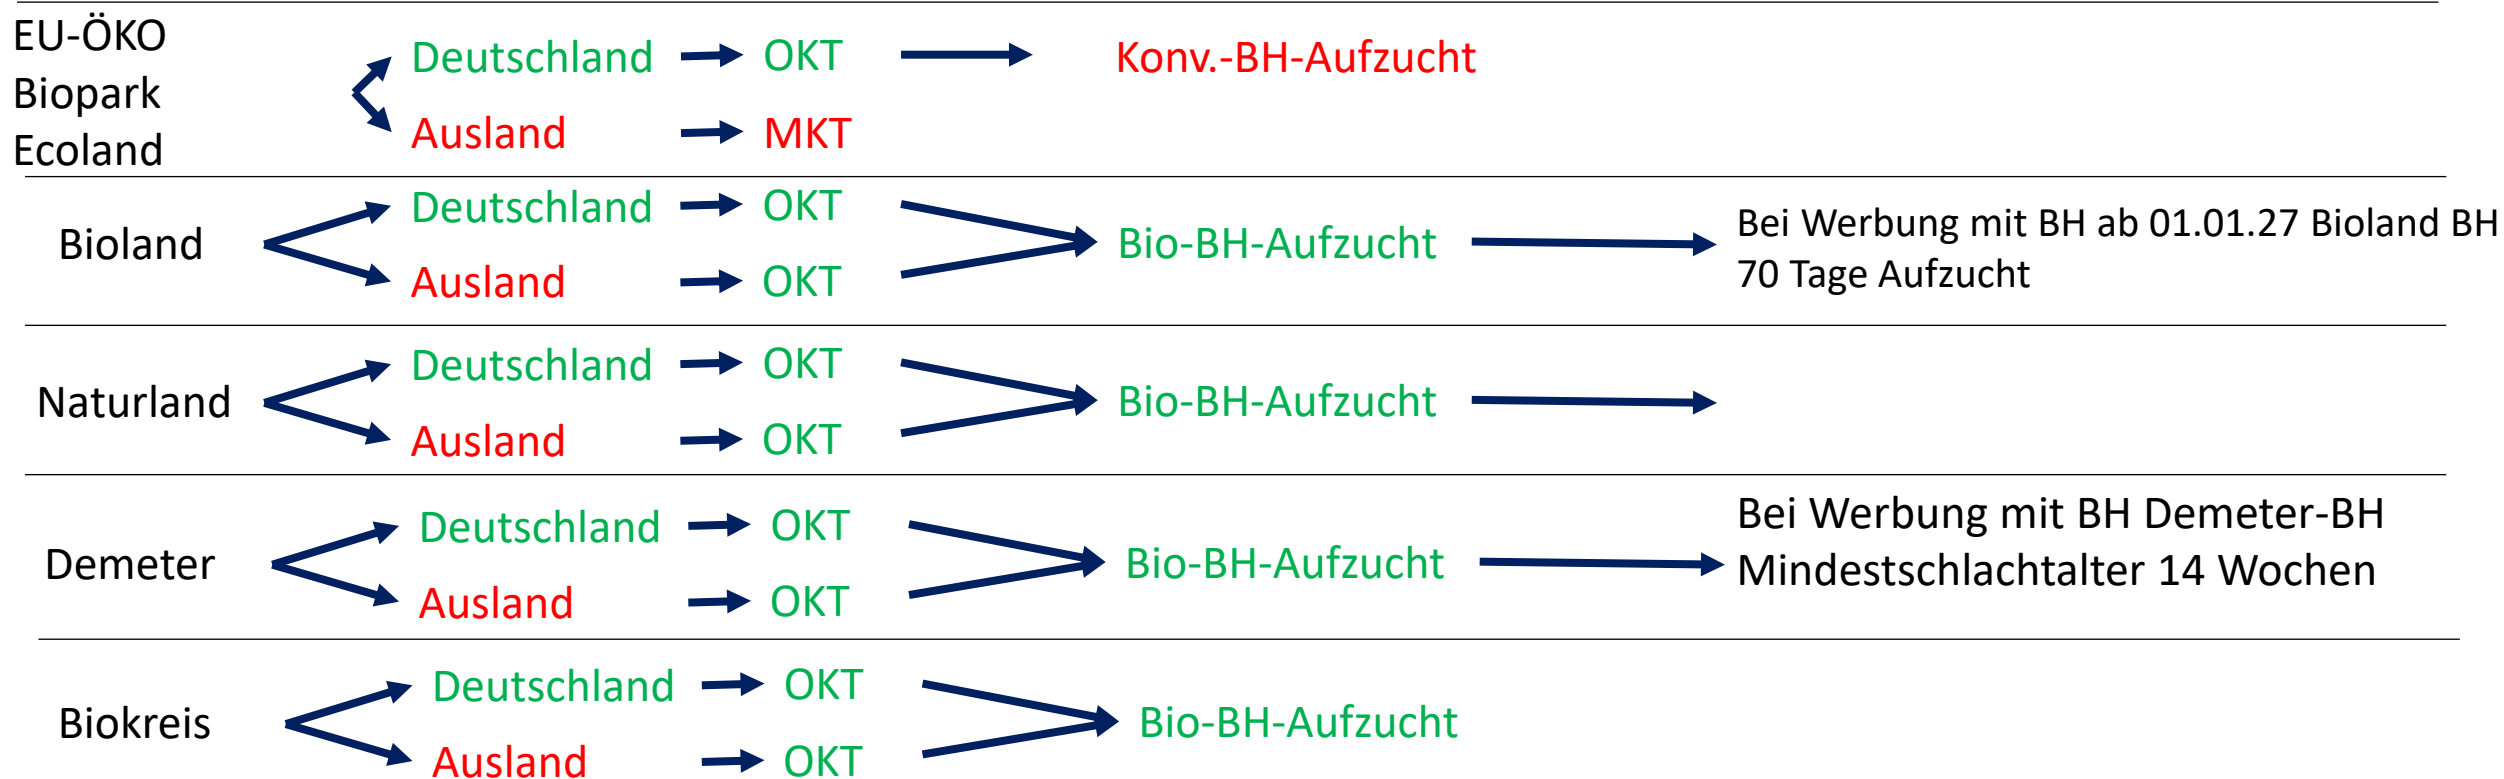 EU-ÖKO
Biopark
Ecoland
Deutschland OKT Konv.-BH-Aufzucht
Ausland MKT
Bioland
Deutschland OKT
Ausland OKT
Bio-BH-Aufzucht
Bei Werbung mit BH ab 01.01.27 Bioland BH
70 Tage Aufzucht
Naturland
Deutschland OKT
Ausland OKT
Bio-BH-Aufzucht
Demeter
Deutschland OKT
Ausland OKT
Bio-BH-Aufzucht
Bei Werbung mit BH Demeter-BH
Mindestschlachtalter 14 Wochen
Biokreis
Deutschland OKT
Ausland OKT
Bio-BH-Aufzucht